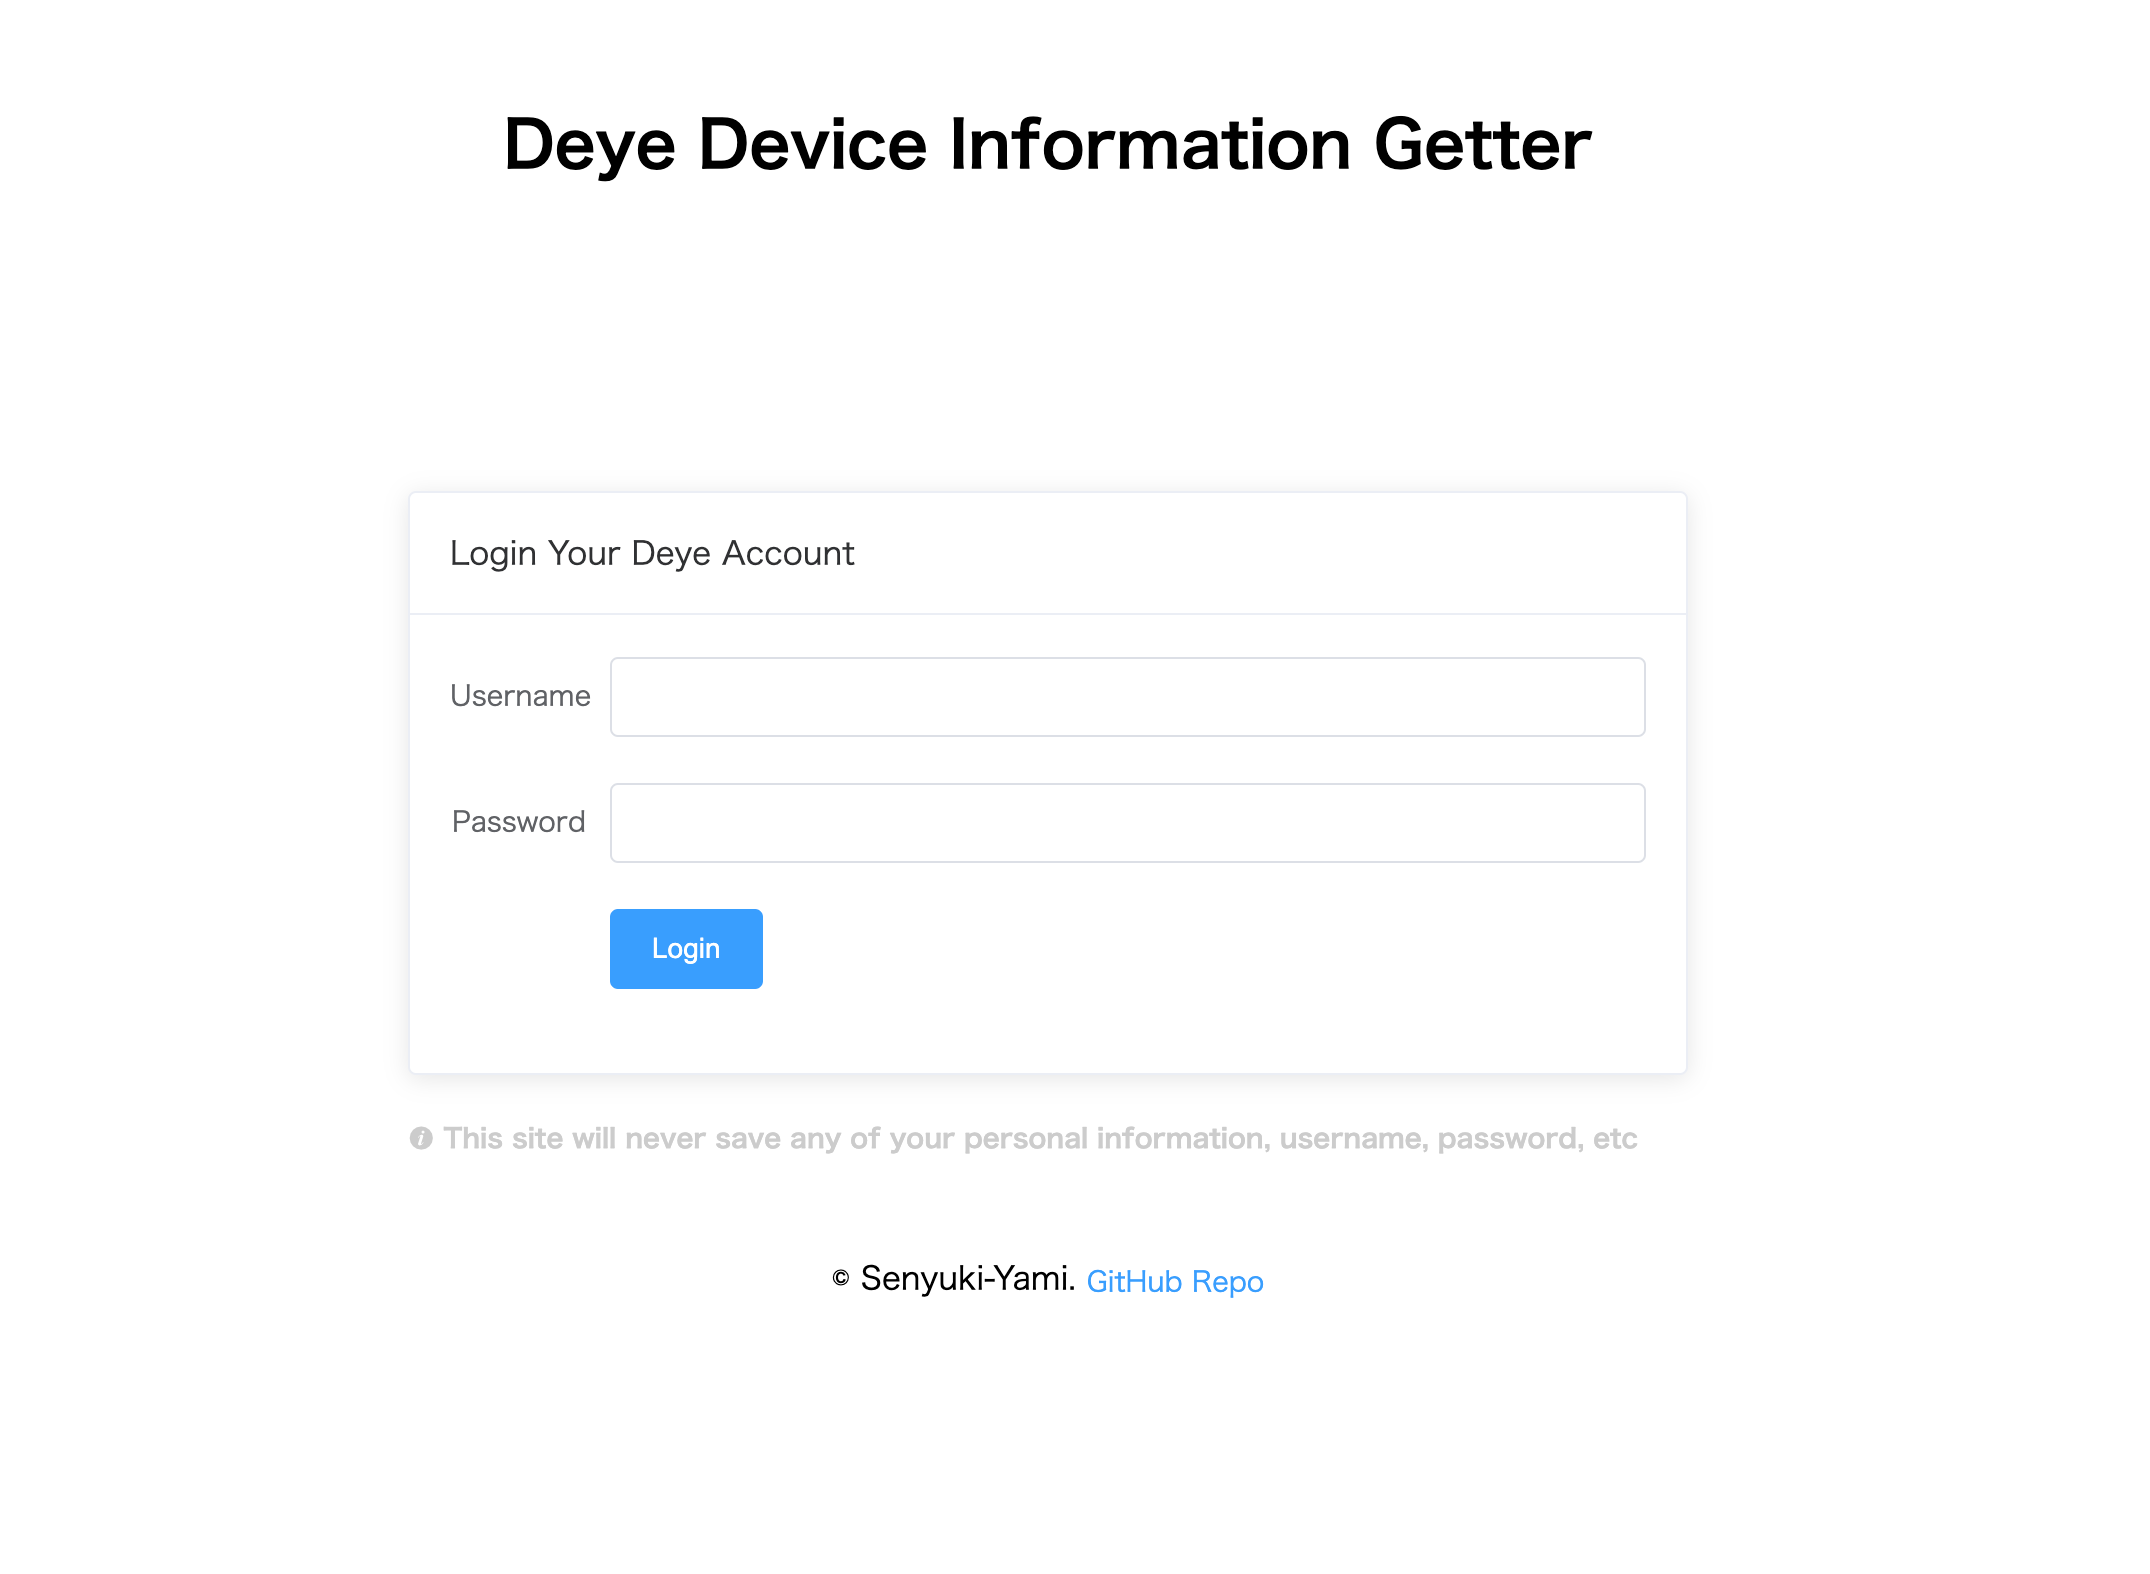 Deye Device Information Getter
Login Your Deye Account
Username
Password
Login
This site will never save any of your personal information, username, password, etc
© Senyuki-Yami. GitHub Repo